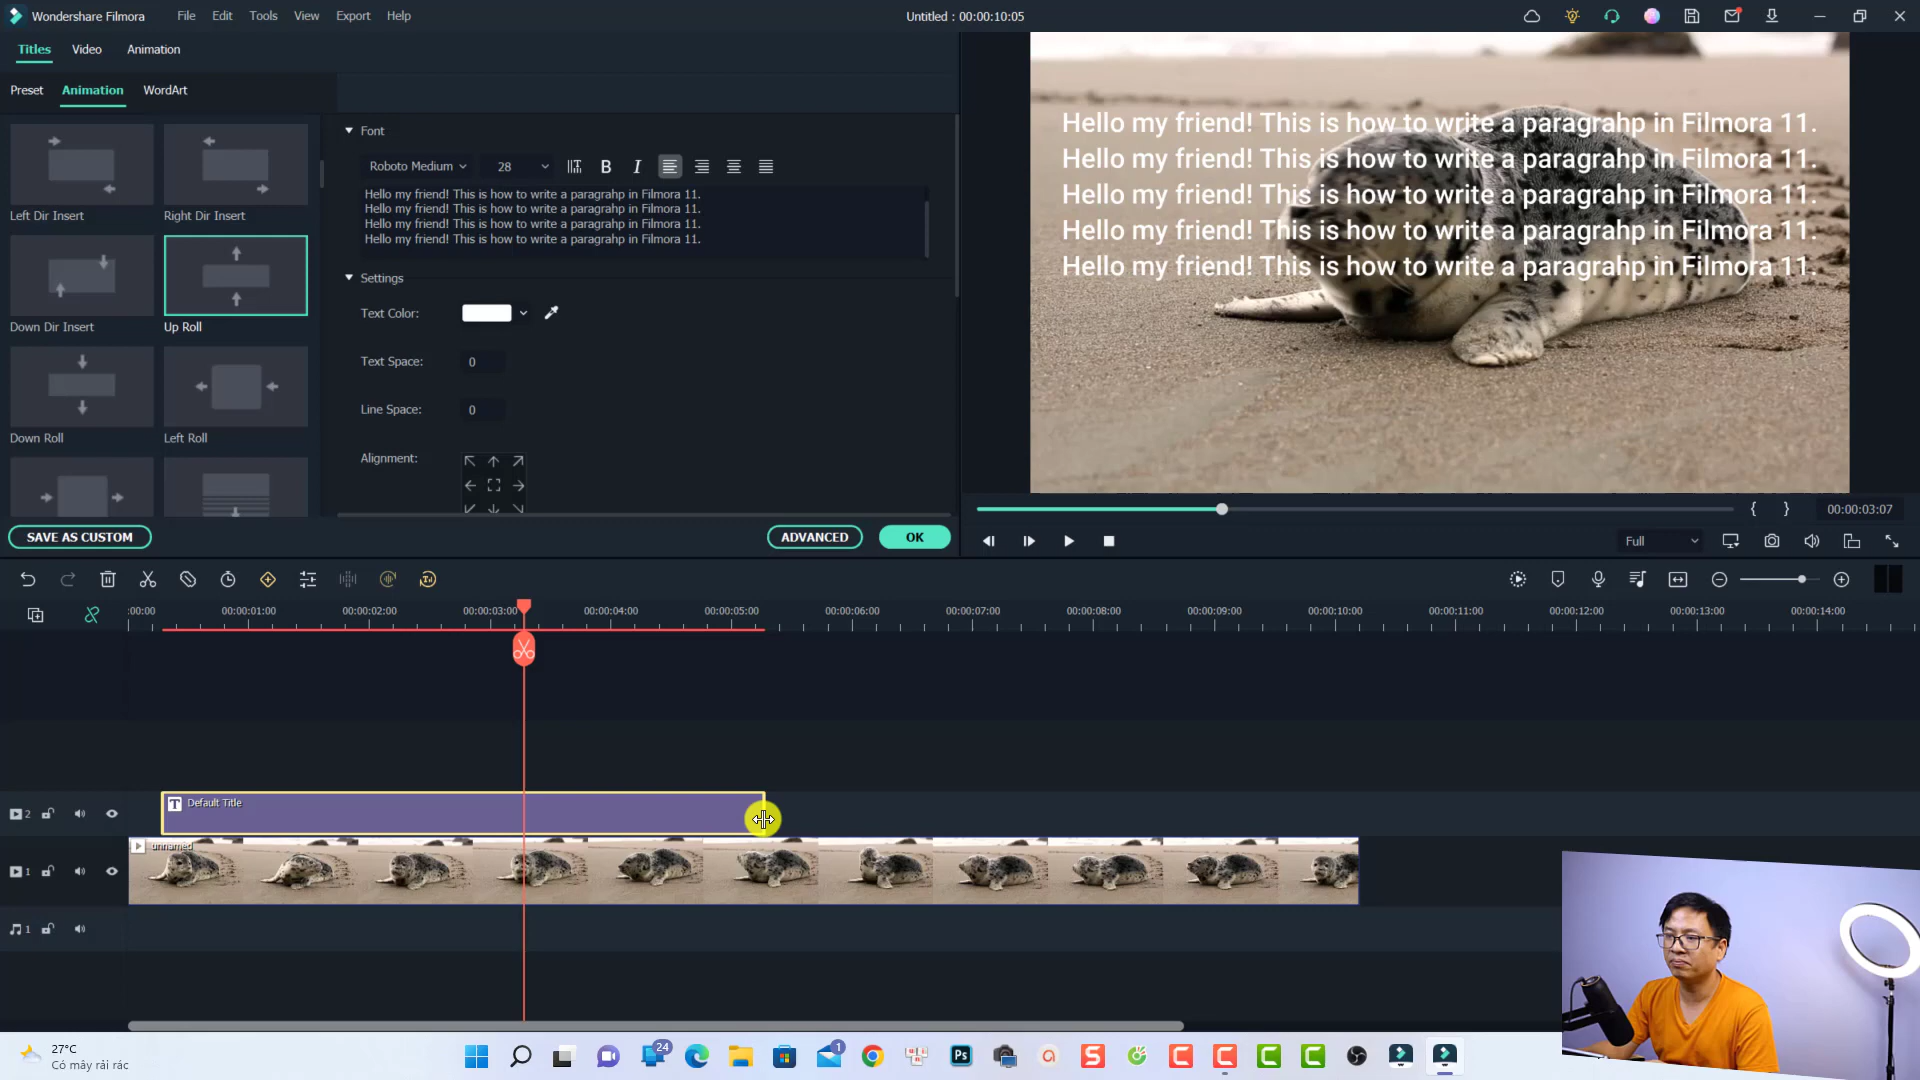 Wondershare Filmora File Edit Tools View Export Help
Untitled : 00:00:10:05
Titles Video Animation
Preset Animation WordArt
Left Dir Insert
Right Dir Insert
Down Dir Insert
Up Roll
Down Roll
Left Roll
Font
Roboto Medium 28 B I
Hello my friend! This is how to write a paragrahp in Filmora 11.
Hello my friend! This is how to write a paragrahp in Filmora 11.
Hello my friend! This is how to write a paragrahp in Filmora 11.
Hello my friend! This is how to write a paragrahp in Filmora 11.
Settings
Text Color:
Text Space: 0
Line Space: 0
Alignment:
SAVE AS CUSTOM
ADVANCED
OK
Hello my friend! This is how to write a paragrahp in Filmora 11.
Hello my friend! This is how to write a paragrahp in Filmora 11.
Hello my friend! This is how to write a paragrahp in Filmora 11.
Hello my friend! This is how to write a paragrahp in Filmora 11.
Hello my friend! This is how to write a paragrahp in Filmora 11.
{ } 00:00:03:07
Full
:00:00 00:00:01:00 00:00:02:00 00:00:03:00 00:00:04:00 00:00:05:00 00:00:06:00 00:00:07:00 00:00:08:00 00:00:09:00 00:00:10:00 00:00:11:00 00:00:12:00 00:00:13:00 00:00:14:00
2
T Default Title
1
unnamed
1
27°C
Có mây rải rác
24
1
Ps
S